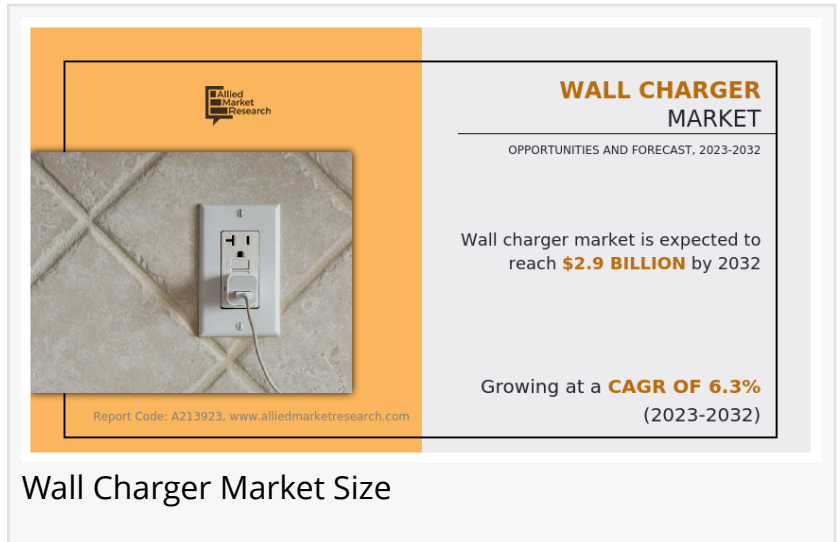 Allied
Market
Research
WALL CHARGER
MARKET
OPPORTUNITIES AND FORECAST, 2023-2032
Wall charger market is expected to
reach $2.9 BILLION by 2032
Growing at a CAGR OF 6.3%
(2023-2032)
Report Code: A213923, www.alliedmarketresearch.com
Wall Charger Market Size